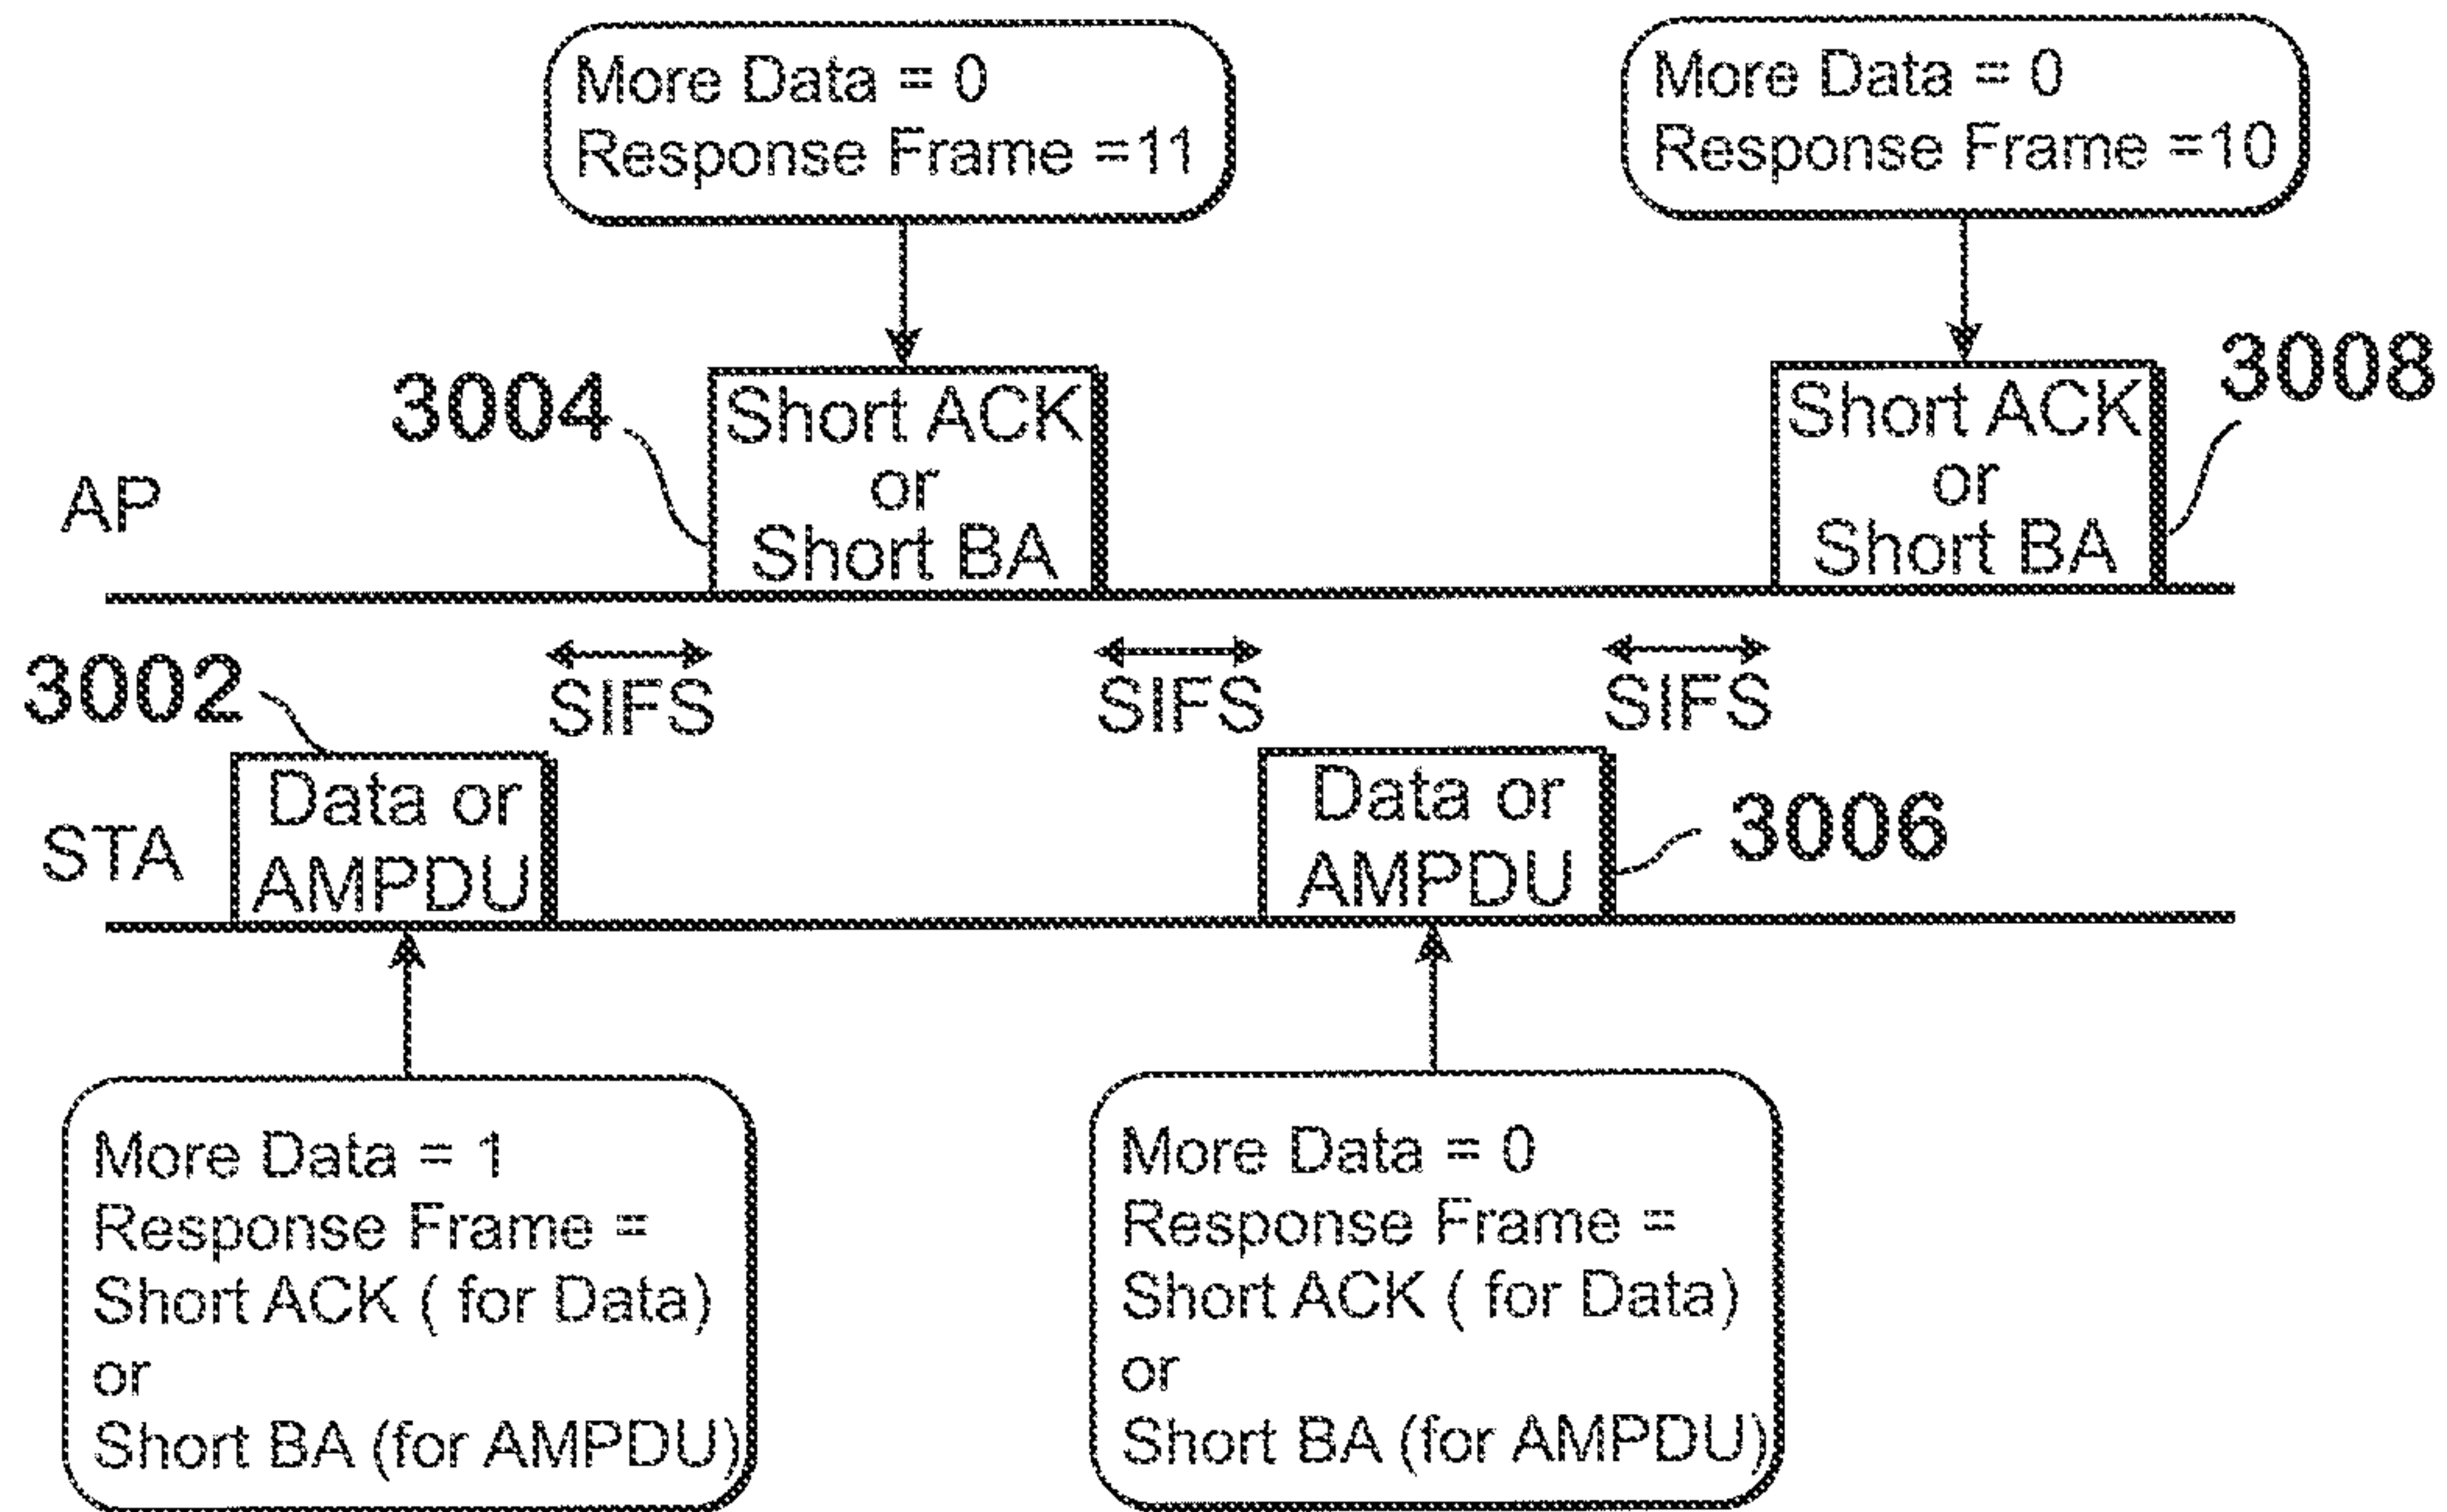 More Data = 0
Response Frame =11
More Data = 0
Response Frame =10
3004
Short ACK
or
Short BA
Short ACK
or
Short BA
3008
AP
SIFS
SIFS
SIFS
3002
STA
Data or
AMPDU
Data or
AMPDU
3006
More Data = 1
Response Frame =
Short ACK ( for Data)
or
Short BA (for AMPDU)
More Data = 0
Response Frame =
Short ACK ( for Data)
or
Short BA (for AMPDU)